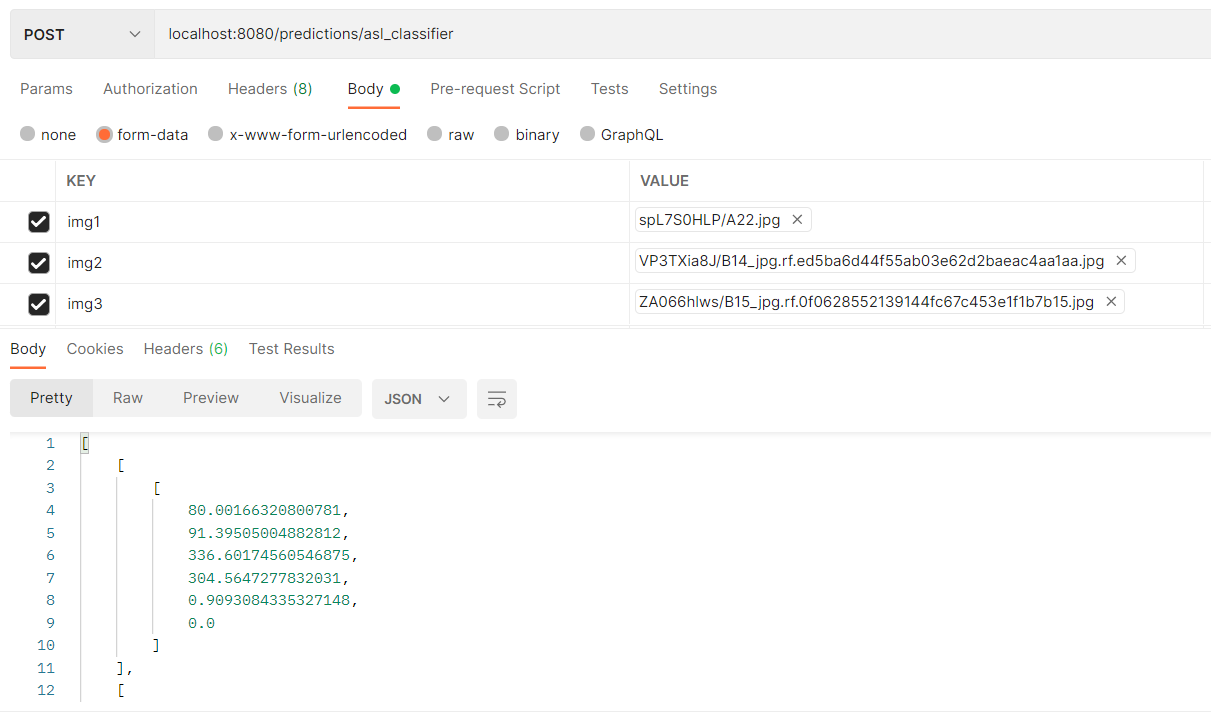 POST localhost:8080/predictions/asl_classifier
Params Authorization Headers (8) Body Pre-request Script Tests Settings
none form-data x-www-form-urlencoded raw binary GraphQL
KEY VALUE
img1 spL7S0HLP/A22.jpg ×
img2 VP3TXia8J/B14_jpg.rf.ed5ba6d44f55ab03e62d2baeac4aa1aa.jpg ×
img3 ZA066hlws/B15_jpg.rf.0f0628552139144fc67c453e1f1b7b15.jpg ×
Body Cookies Headers (6) Test Results
Pretty Raw Preview Visualize JSON
1 [
2 [
3 [
4 80.00166320800781,
5 91.39505004882812,
6 336.60174560546875,
7 304.5647277832031,
8 0.9093084335327148,
9 0.0
10 ]
11 ],
12 [